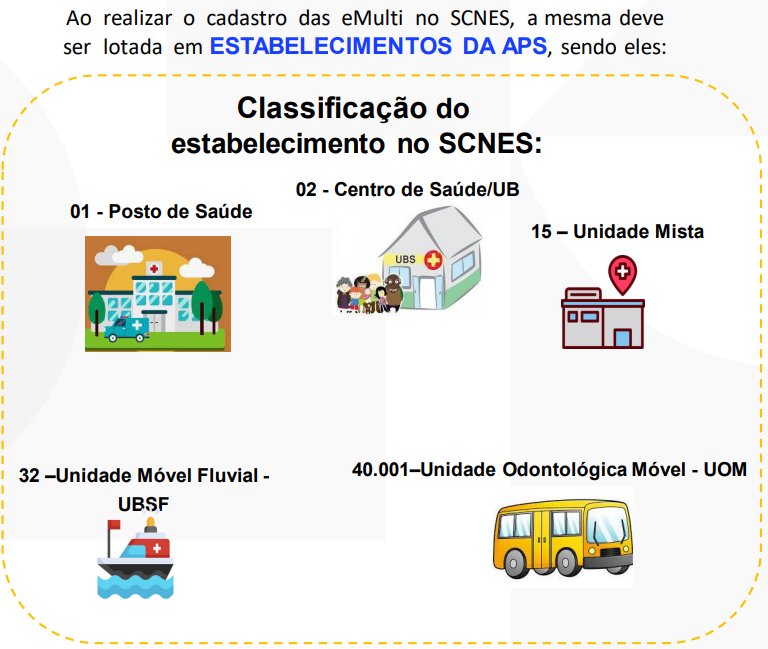 Ao realizar o cadastro das eMulti no SCNES, a mesma deve
ser lotada em ESTABELECIMENTOS DA APS, sendo eles:
Classificação do
estabelecimento no SCNES:
01 - Posto de Saúde
02 - Centro de Saúde/UB
15 – Unidade Mista
UBS
32 –Unidade Móvel Fluvial -
UBSF
40.001–Unidade Odontológica Móvel - UOM